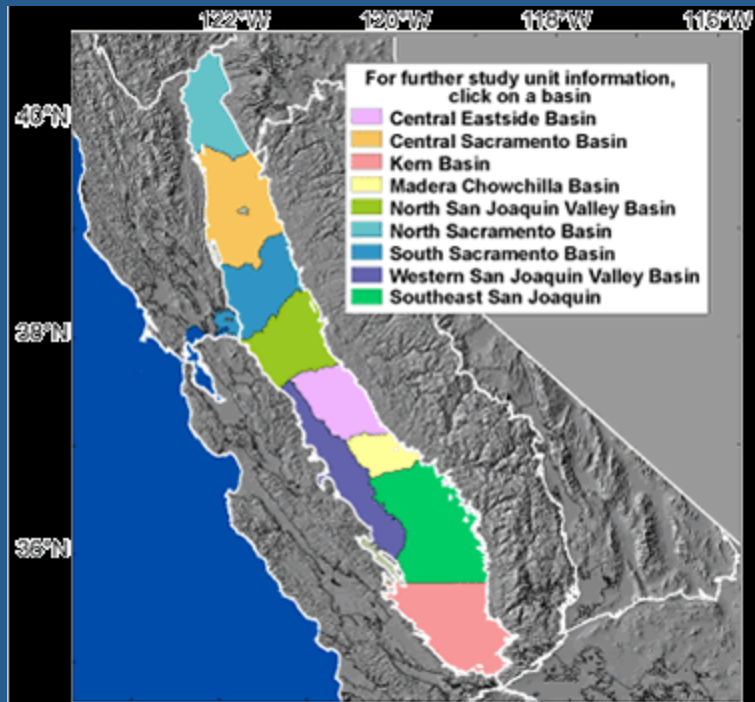 122°W 120°W 118°W 116°W
40°N
38°N
36°N
For further study unit information,
click on a basin
Central Eastside Basin
Central Sacramento Basin
Kern Basin
Madera Chowchilla Basin
North San Joaquin Valley Basin
North Sacramento Basin
South Sacramento Basin
Western San Joaquin Valley Basin
Southeast San Joaquin